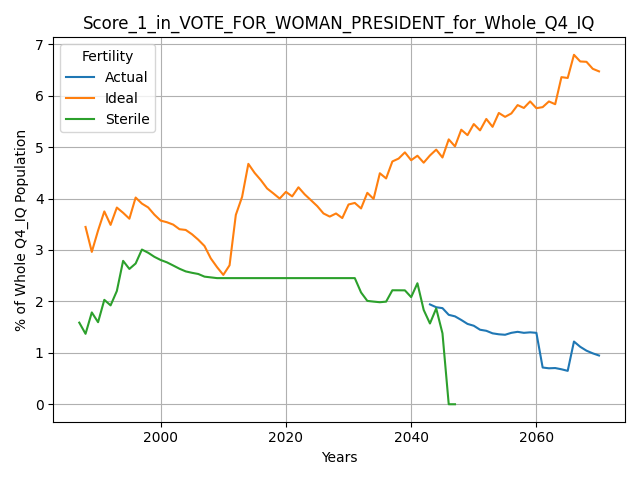 Score_1_in_VOTE_FOR_WOMAN_PRESIDENT_for_Whole_Q4_IQ
7
6
5
4
3
2
1
0
% of Whole Q4_IQ Population
Fertility
Actual
Ideal
Sterile
2000
2020
2040
2060
Years